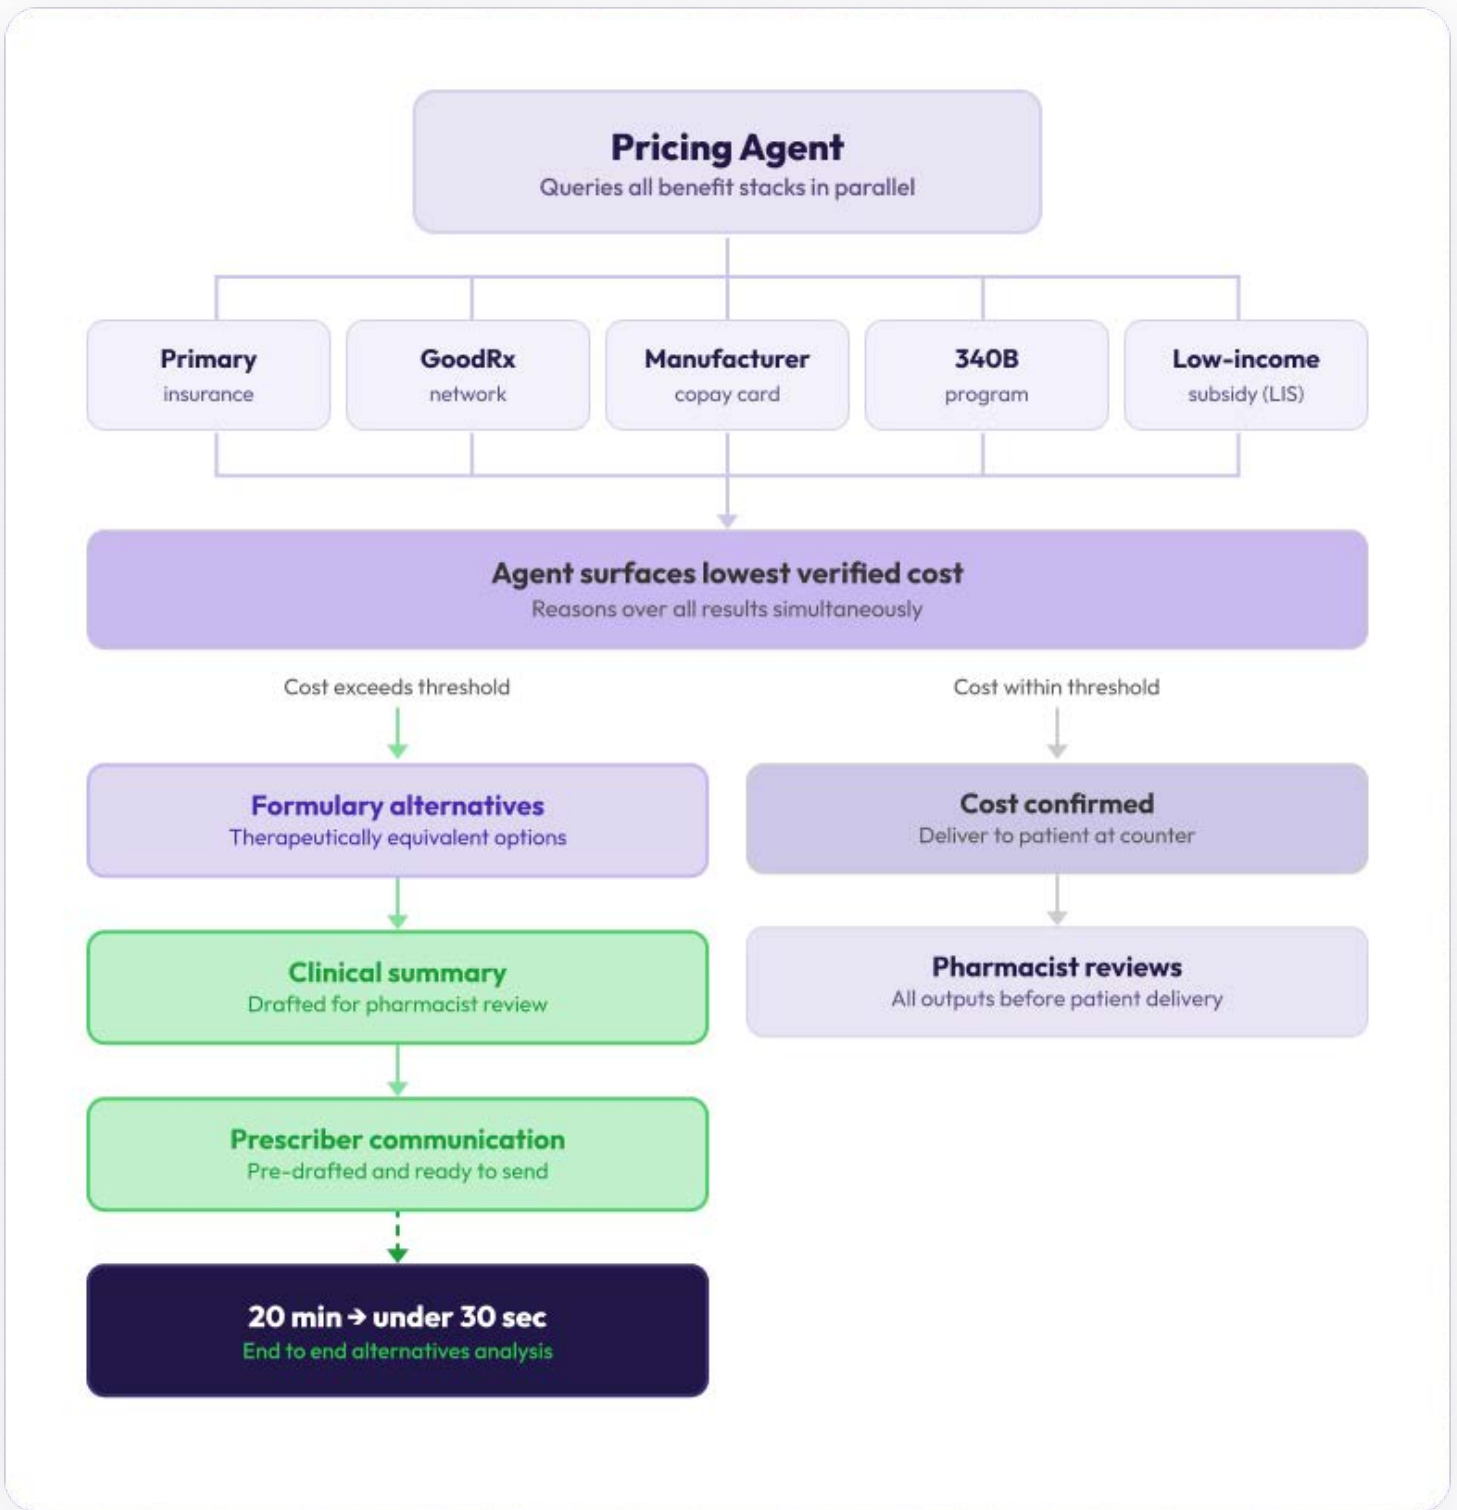 Pricing Agent
Queries all benefit stacks in parallel
Primary
insurance
GoodRx
network
Manufacturer
copay card
340B
program
Low-income
subsidy (LIS)
Agent surfaces lowest verified cost
Reasons over all results simultaneously
Cost exceeds threshold
Cost within threshold
Formulary alternatives
Therapeutically equivalent options
Cost confirmed
Deliver to patient at counter
Clinical summary
Drafted for pharmacist review
Pharmacist reviews
All outputs before patient delivery
Prescriber communication
Pre-drafted and ready to send
20 min → under 30 sec
End to end alternatives analysis